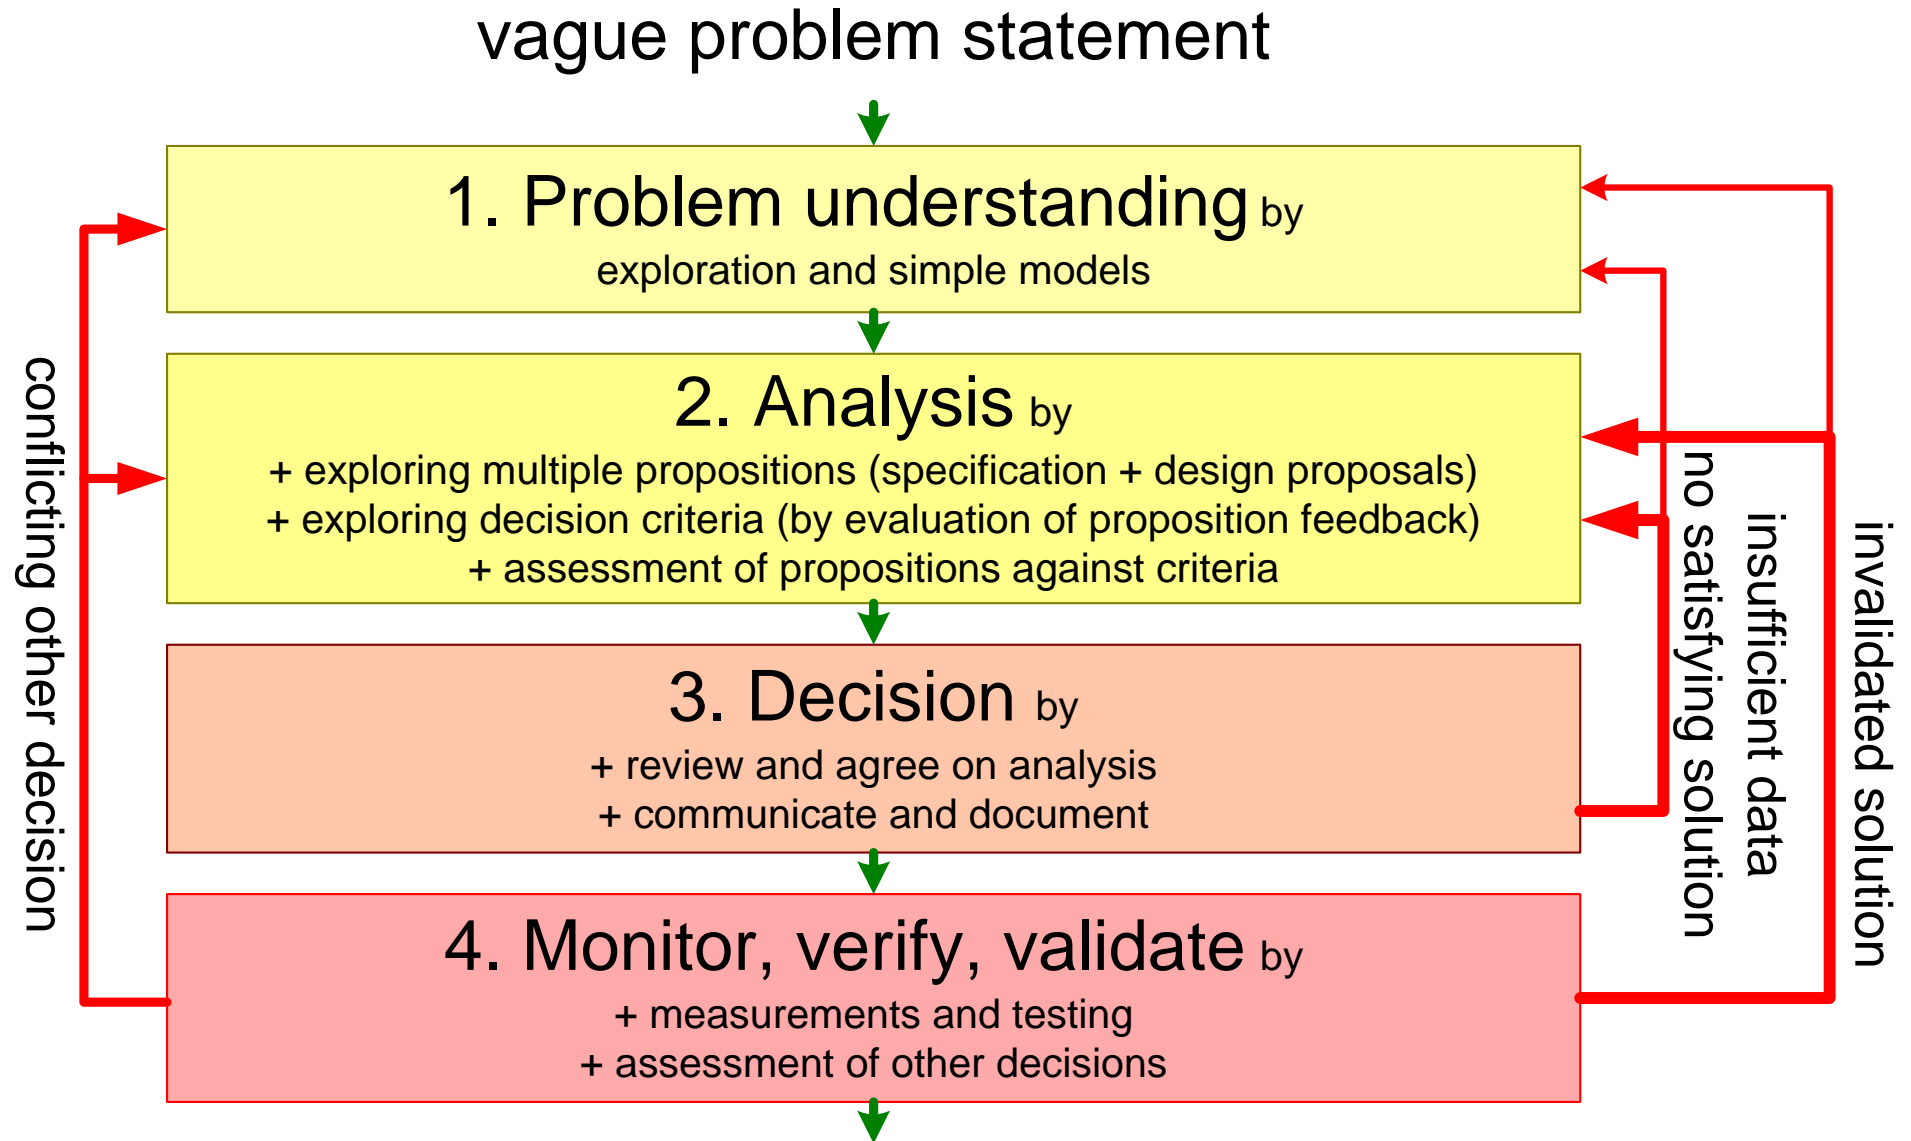 vague problem statement
1. Problem understanding by
exploration and simple models
2. Analysis by
+ exploring multiple propositions (specification + design proposals)
+ exploring decision criteria (by evaluation of proposition feedback)
+ assessment of propositions against criteria
3. Decision by
+ review and agree on analysis
+ communicate and document
4. Monitor, verify, validate by
+ measurements and testing
+ assessment of other decisions
conflicting other decision
insufficient data
no satisfying solution
invalidated solution